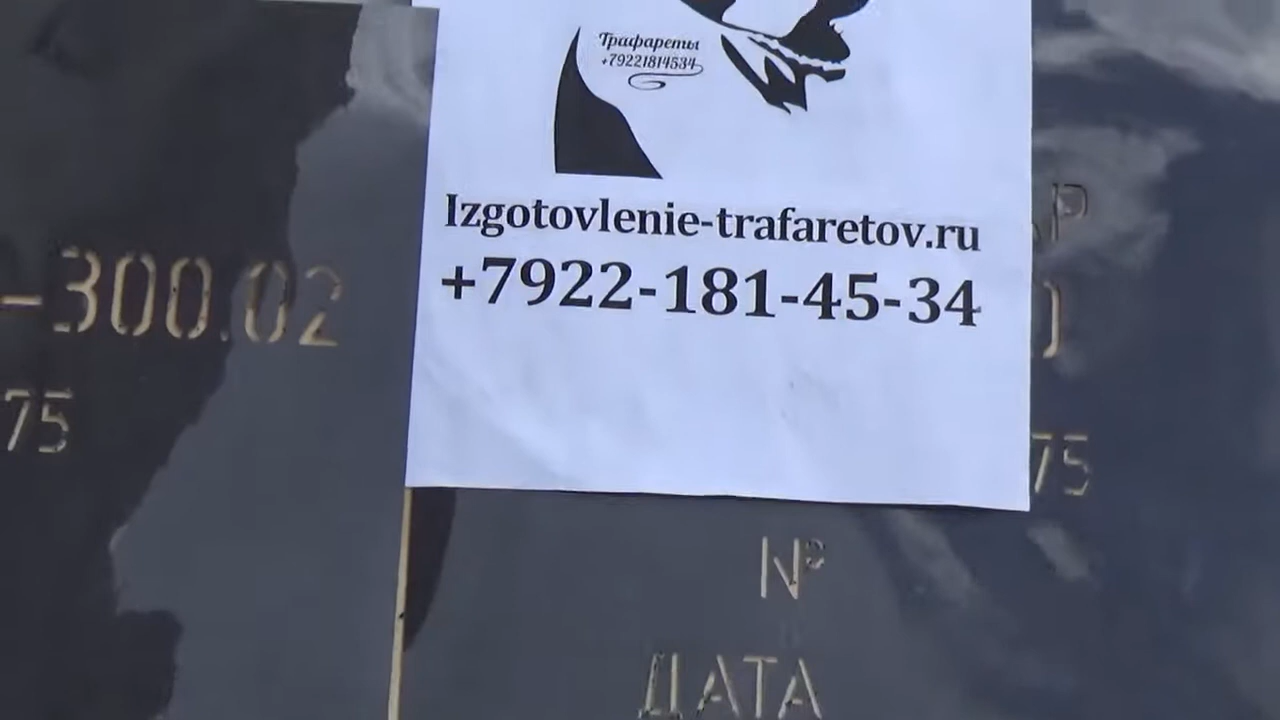 Трафареты
+79221814534
Izgotovlenie-trafaretov.ru
+7922-181-45-34
-300.02
75
75
№
ДАТА